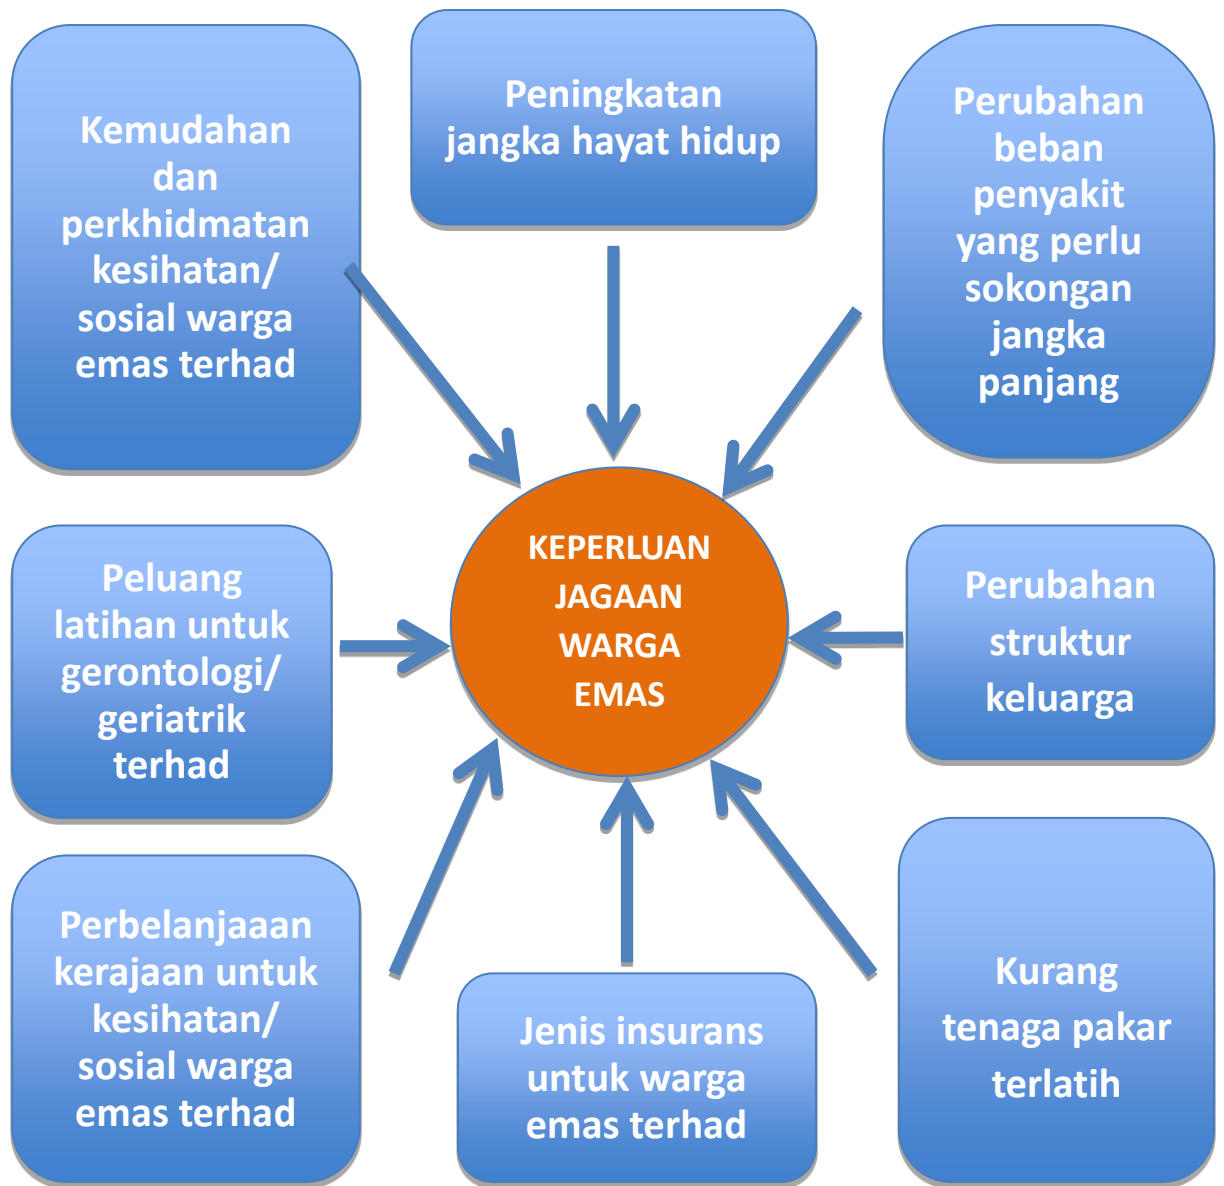 Kemudahan
dan
perkhidmatan
kesihatan/
sosial warga
emas terhad
Peningkatan
jangka hayat hidup
Perubahan
beban
penyakit
yang perlu
sokongan
jangka
panjang
Peluang
latihan untuk
gerontologi/
geriatrik
terhad
KEPERLUAN
JAGAAN
WARGA
EMAS
Perubahan
struktur
keluarga
Perbelanjaaan
kerajaan untuk
kesihatan/
sosial warga
emas terhad
Jenis insurans
untuk warga
emas terhad
Kurang
tenaga pakar
terlatih